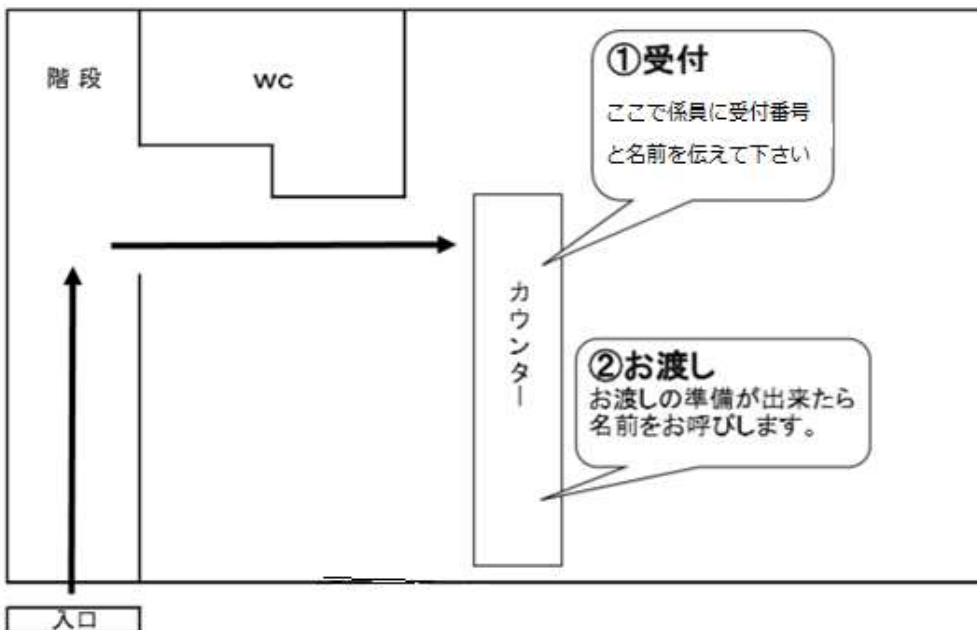 階段
WC
①受付
ここで係員に受付番号
と名前を伝えて下さい
カウンター
②お渡し
お渡しの準備が出来たら
名前をお呼びします。
入口